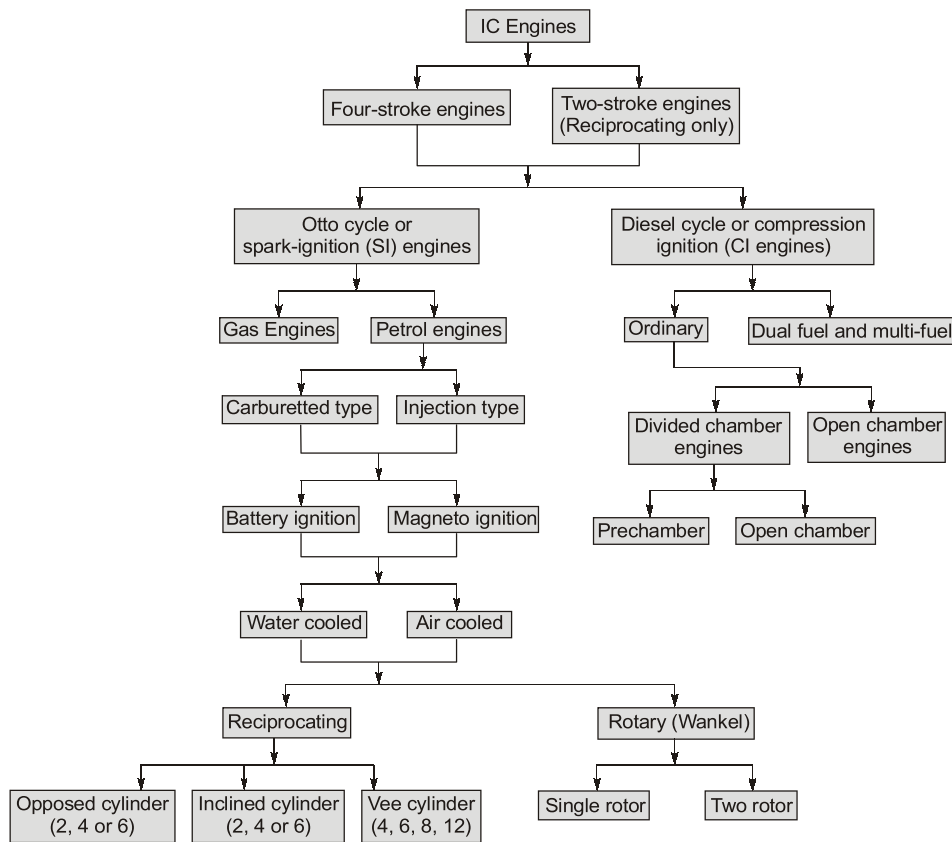 IC Engines
Four-stroke engines
Two-stroke engines
(Reciprocating only)
Otto cycle or
spark-ignition (SI) engines
Diesel cycle or compression
ignition (CI engines)
Gas Engines
Petrol engines
Ordinary
Dual fuel and multi-fuel
Carburetted type
Injection type
Divided chamber
engines
Open chamber
engines
Battery ignition
Magneto ignition
Prechamber
Open chamber
Water cooled
Air cooled
Reciprocating
Rotary (Wankel)
Opposed cylinder
(2, 4 or 6)
Inclined cylinder
(2, 4 or 6)
Vee cylinder
(4, 6, 8, 12)
Single rotor
Two rotor